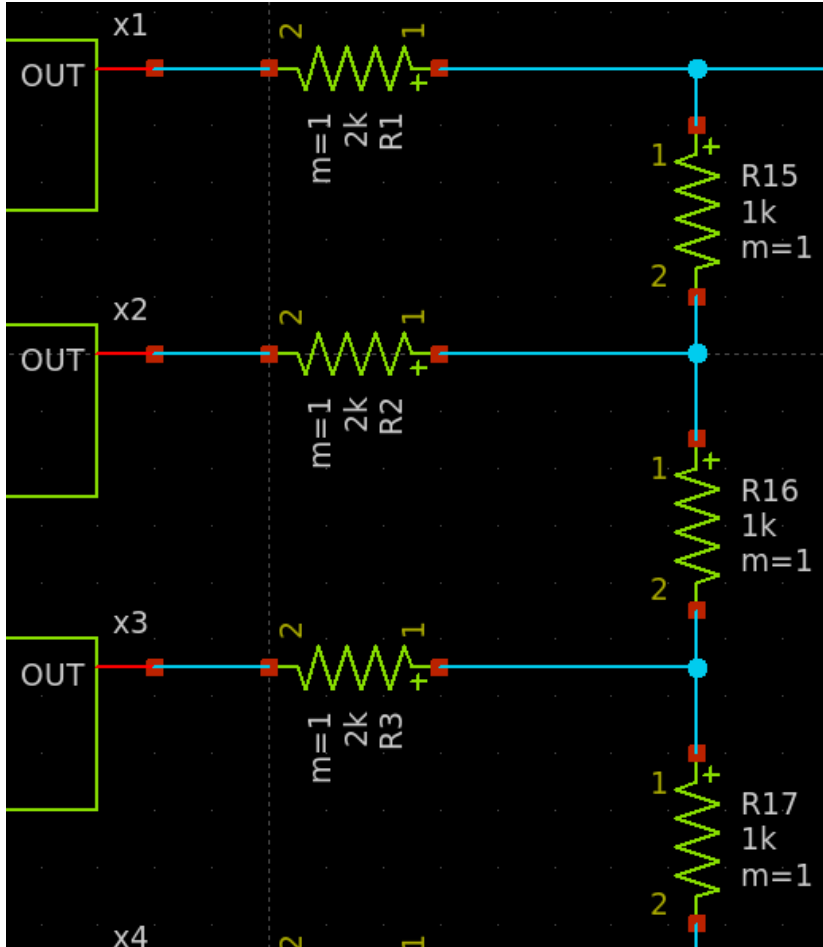 x1
OUT
2
1
+
m=1
2k
R1
1
+
R15
1k
m=1
2
x2
OUT
2
1
+
m=1
2k
R2
1
+
R16
1k
m=1
2
x3
OUT
2
1
+
m=1
2k
R3
1
+
R17
1k
m=1
2
x4
2
1